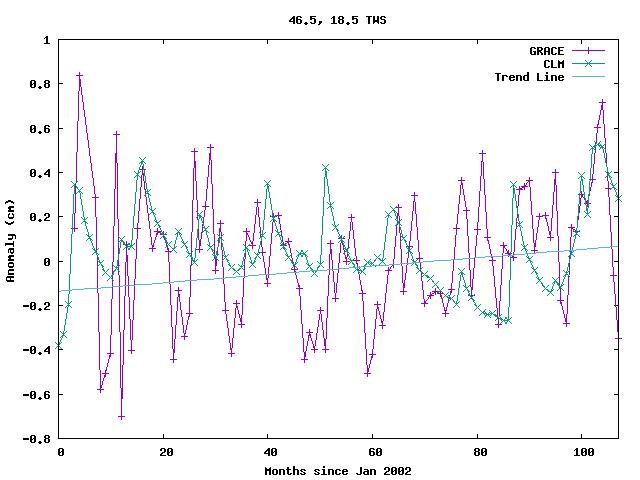 46.5, 18.5 TWS
GRACE
CLM
Trend Line
1
0.8
0.6
0.4
0.2
0
-0.2
-0.4
-0.6
-0.8
Anomaly (cm)
0 20 40 60 80 100
Months since Jan 2002